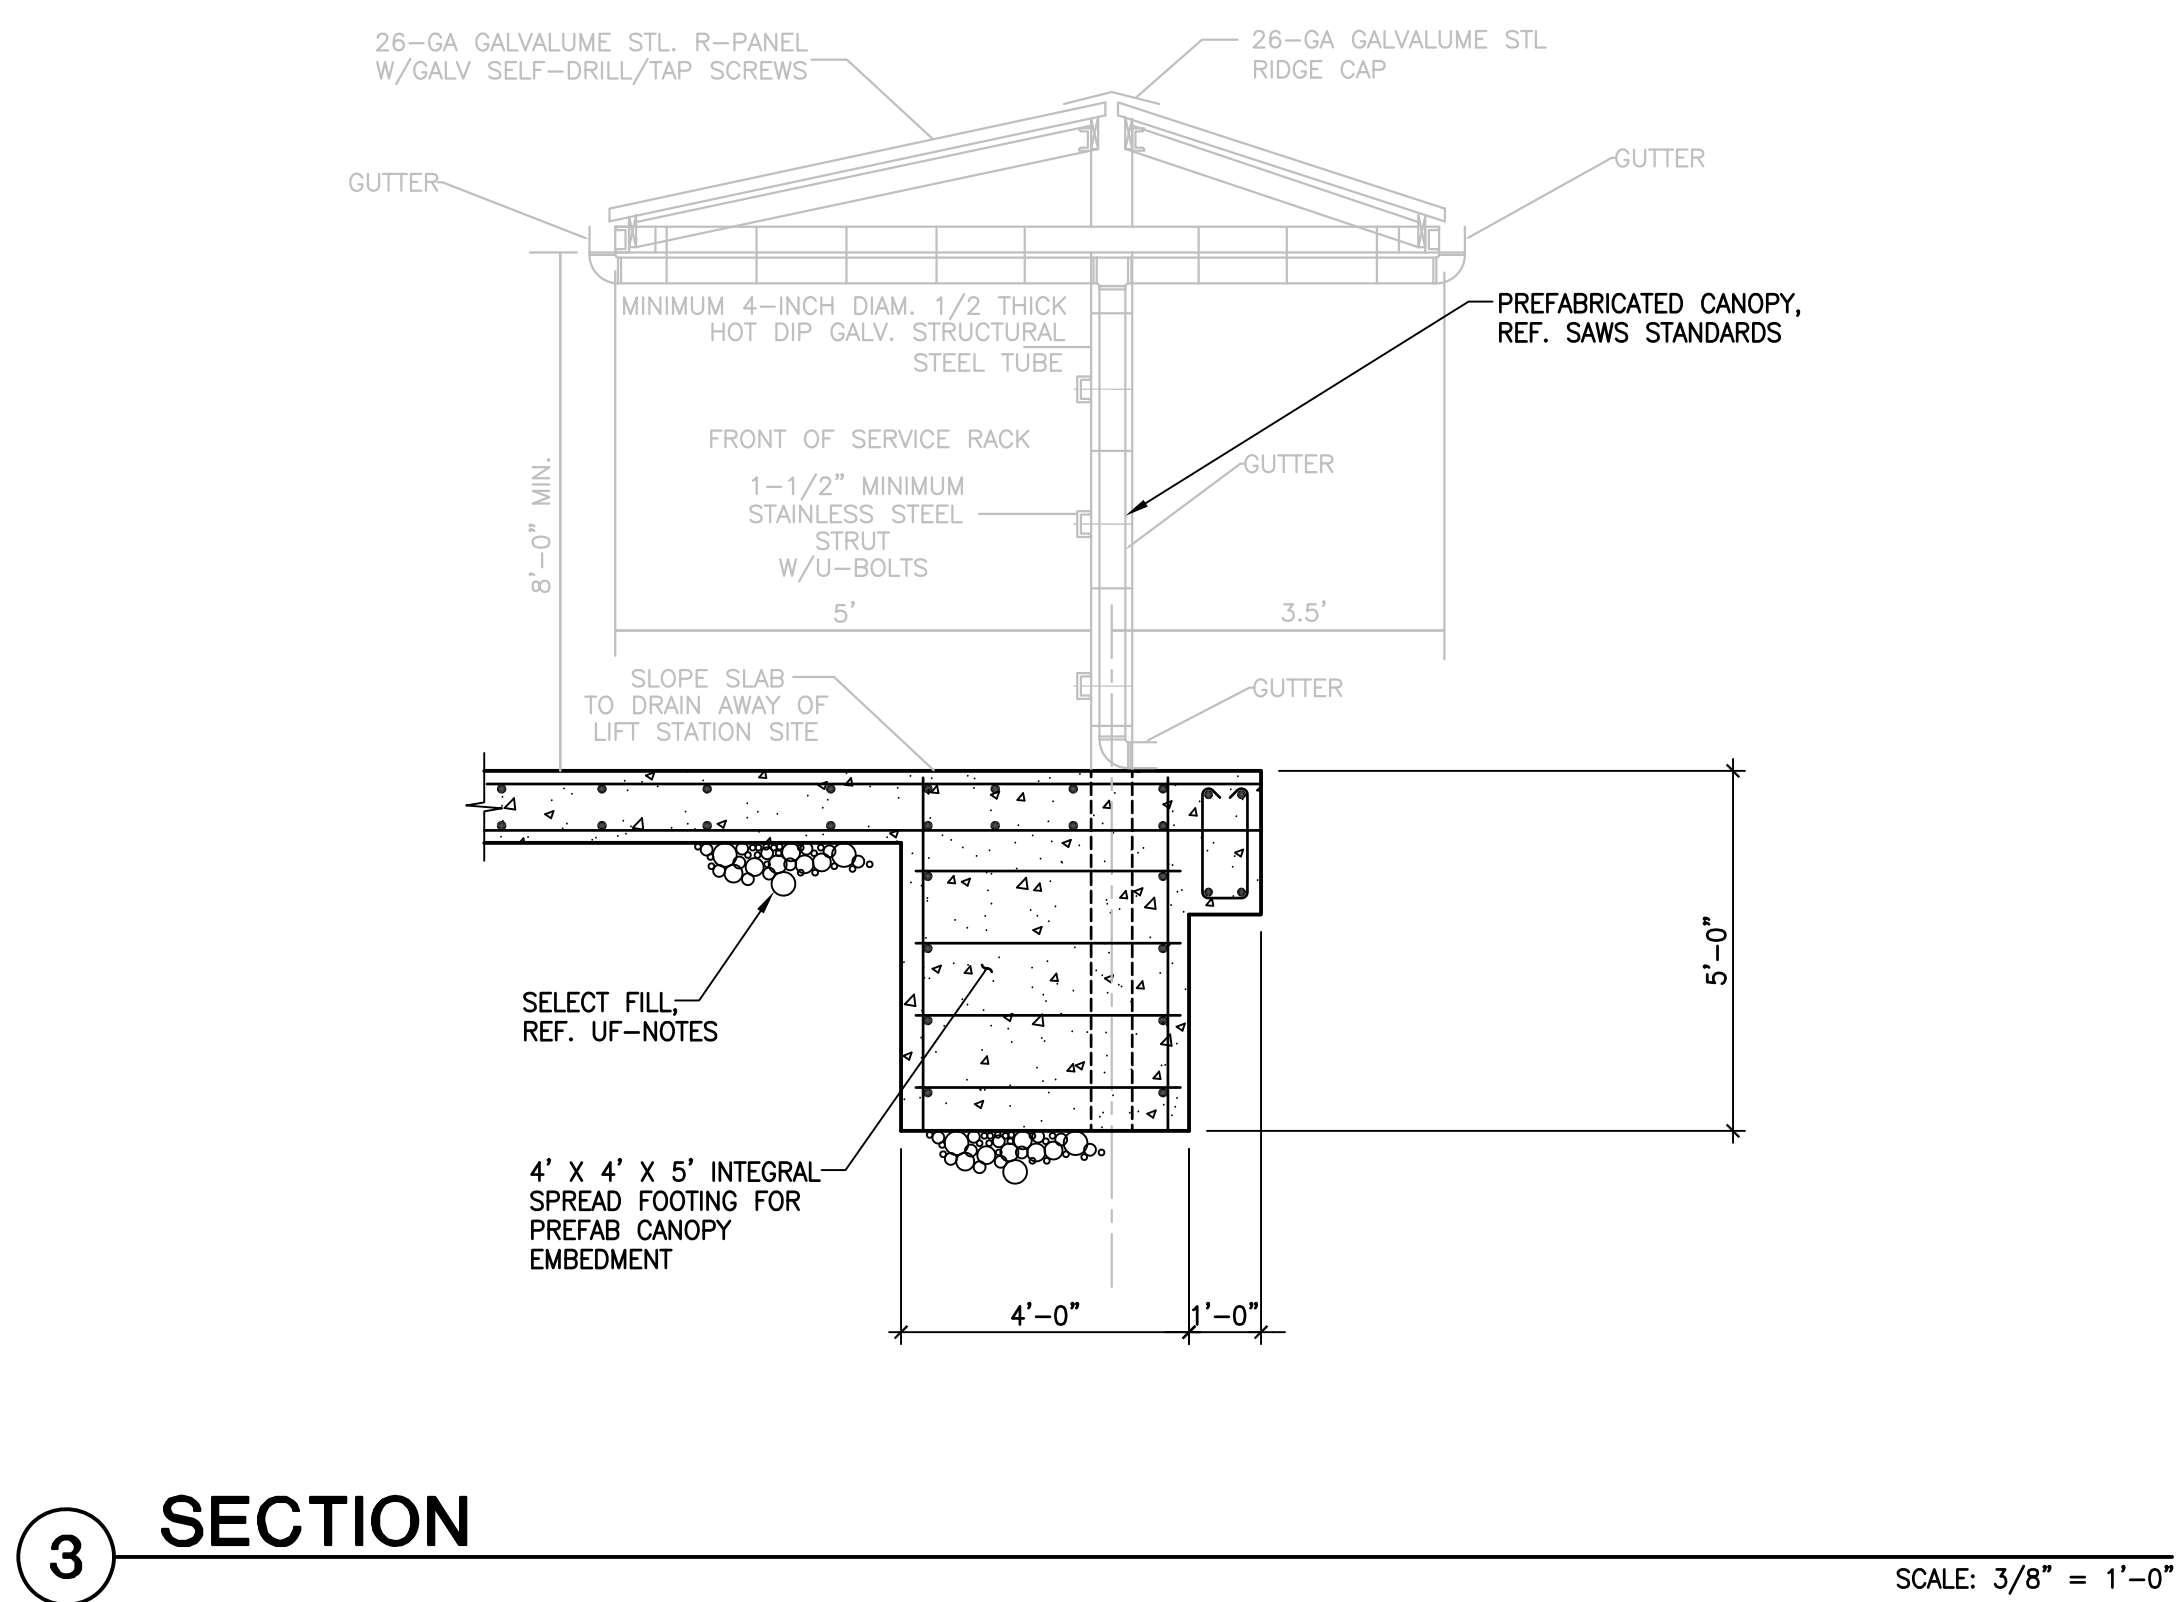 26-GA GALVALUME STL. R-PANEL
W/GALV SELF-DRILL/TAP SCREWS
26-GA GALVALUME STL
RIDGE CAP
GUTTER
GUTTER
MINIMUM 4-INCH DIAM. 1/2 THICK
HOT DIP GALV. STRUCTURAL
STEEL TUBE
PREFABRICATED CANOPY,
REF. SAWS STANDARDS
FRONT OF SERVICE RACK
GUTTER
1-1/2" MINIMUM
STAINLESS STEEL
STRUT
W/U-BOLTS
8'-0" MIN.
5'
3.5'
SLOPE SLAB
TO DRAIN AWAY OF
LIFT STATION SITE
GUTTER
5'-0"
SELECT FILL,
REF. UF-NOTES
4' X 4' X 5' INTEGRAL
SPREAD FOOTING FOR
PREFAB CANOPY
EMBEDMENT
4'-0"
1'-0"
3
SECTION
SCALE: 3/8" = 1'-0"